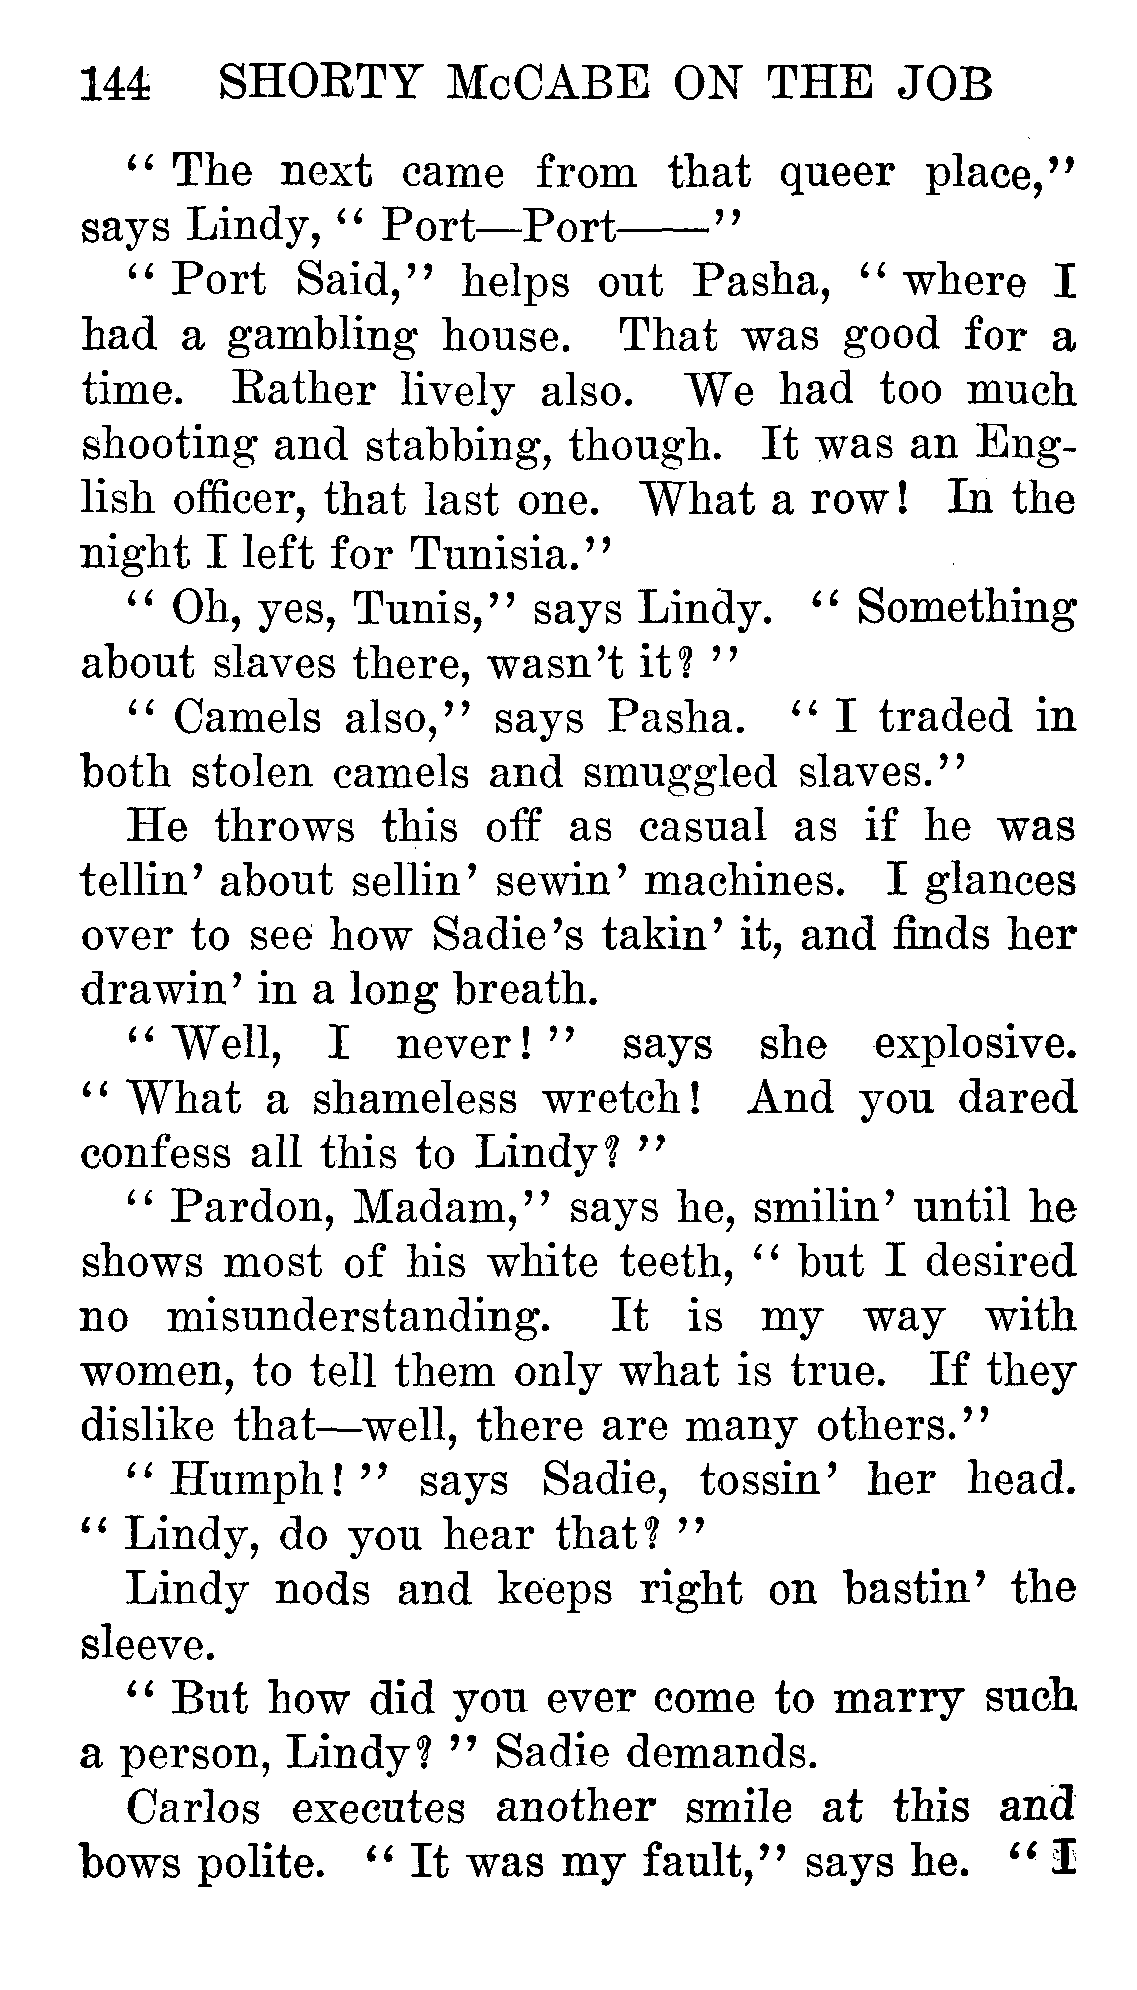 144 SHORTY McCABE ON THE JOB
“ The next came from that queer place,”
says Lindy, “ Port—Port——”
“ Port Said,” helps out Pasha, “ where I
had a gambling house. That was good for a
time. Rather lively also. We had too much
shooting and stabbing, though. It was an Eng-
lish officer, that last one. What a row! In the
night I left for Tunisia.”
“ Oh, yes, Tunis,” says Lindy. “ Something
about slaves there, wasn’t it? ”
“ Camels also,” says Pasha. “ I traded in
both stolen camels and smuggled slaves.”
He throws this off as casual as if he was
tellin’ about sellin’ sewin’ machines. I glances
over to see how Sadie’s takin’ it, and finds her
drawin’ in a long breath.
“ Well, I never! ” says she explosive.
“ What a shameless wretch! And you dared
confess all this to Lindy? ”
“ Pardon, Madam,” says he, smilin’ until he
shows most of his white teeth, “ but I desired
no misunderstanding. It is my way with
women, to tell them only what is true. If they
dislike that—well, there are many others.”
“ Humph! ” says Sadie, tossin’ her head.
“ Lindy, do you hear that? ”
Lindy nods and keeps right on bastin’ the
sleeve.
“ But how did you ever come to marry such
a person, Lindy? ” Sadie demands.
Carlos executes another smile at this and
bows polite. “ It was my fault,” says he. “ I